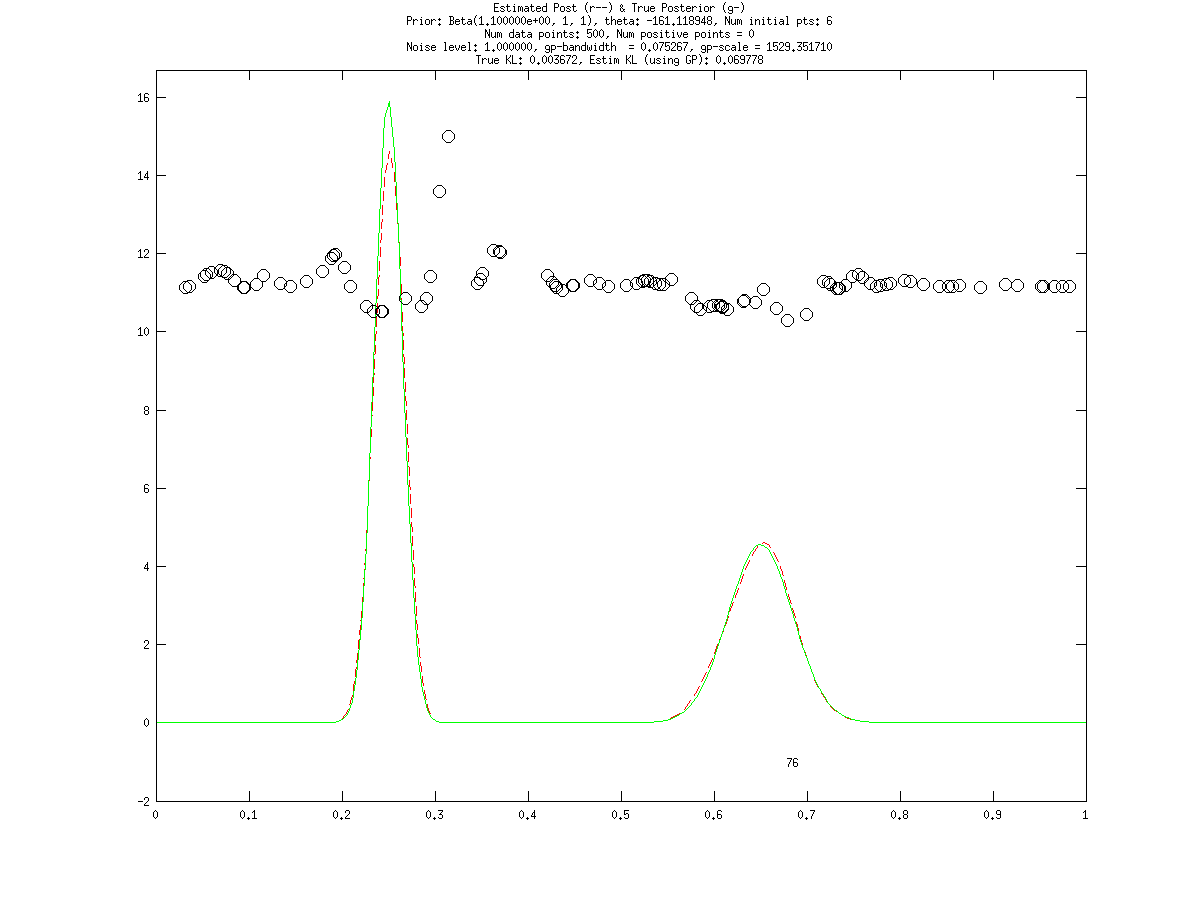 Estimated Post (r--) & True Posterior (g-)
Prior: Beta(1.100000e+00, 1, 1), theta: -161.118948, Num initial pts: 6
Num data points: 500, Num positive points = 0
Noise level: 1.000000, gp-bandwidth  = 0.075267, gp-scale = 1529.351710
True KL: 0.003672, Estim KL (using GP): 0.069778
16
14
12
10
8
6
4
2
0
76
-2
0 0.1 0.2 0.3 0.4 0.5 0.6 0.7 0.8 0.9 1